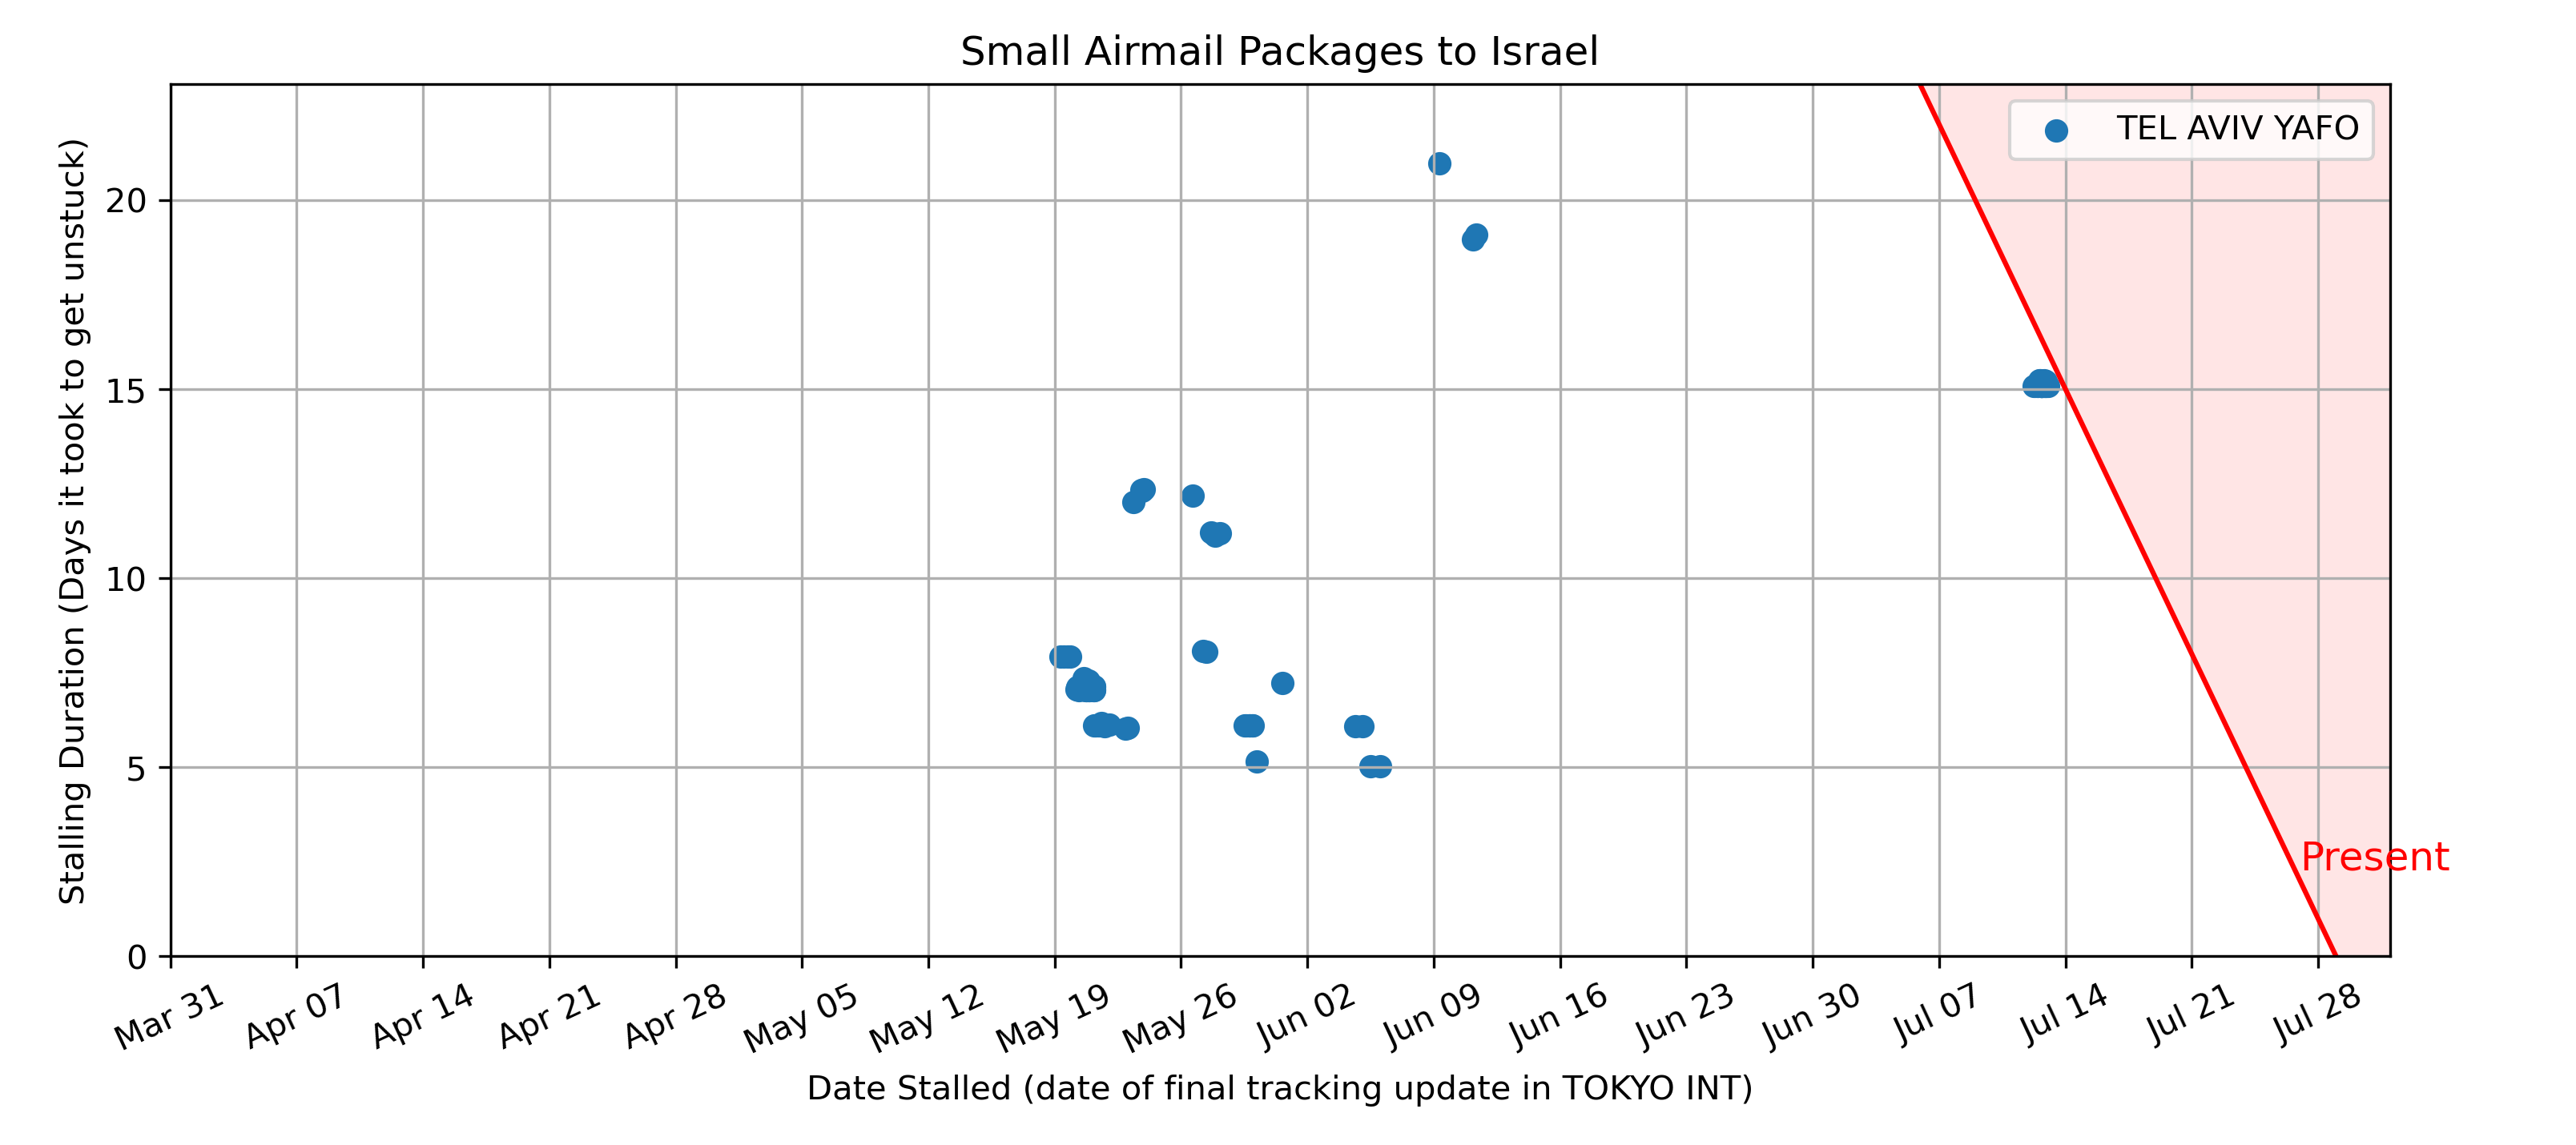 Small Airmail Packages to Israel
TEL AVIV YAFO
Stalling Duration (Days it took to get unstuck)
20
15
10
5
0
Present
Mar 31
Apr 07
Apr 14
Apr 21
Apr 28
May 05
May 12
May 19
May 26
Jun 02
Jun 09
Jun 16
Jun 23
Jun 30
Jul 07
Jul 14
Jul 21
Jul 28
Date Stalled (date of final tracking update in TOKYO INT)